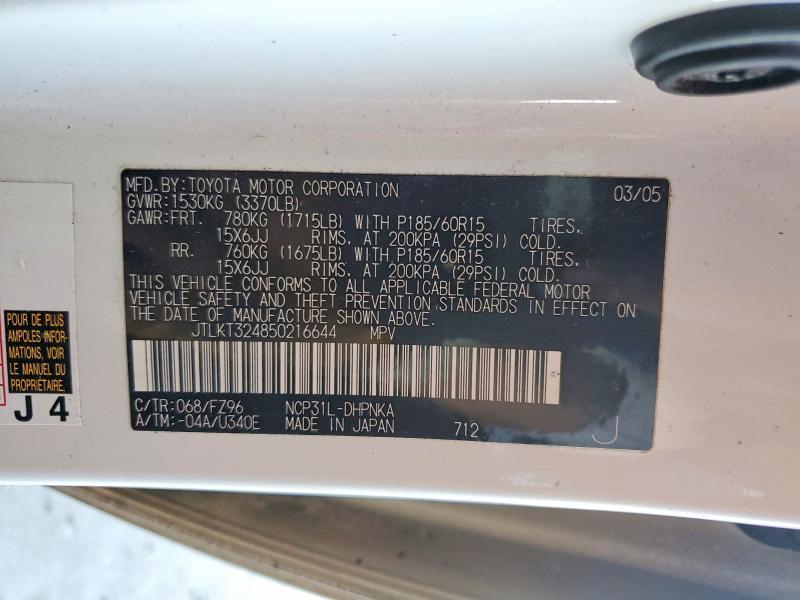 MFD.BY:TOYOTA MOTOR CORPORATION 03/05
GVWR:1530KG (3370LB)
GAWR:FRT. 780KG (1715LB) WITH P185/60R15 TIRES,
15X6JJ RIMS, AT 200KPA (29PSI) COLD.
RR. 760KG (1675LB) WITH P185/60R15 TIRES,
15X6JJ RIMS, AT 200KPA (29PSI) COLD.
THIS VEHICLE CONFORMS TO ALL APPLICABLE FEDERAL MOTOR
VEHICLE SAFETY AND THEFT PREVENTION STANDARDS IN EFFECT ON
THE DATE OF MANUFACTURE SHOWN ABOVE.
JTLKT324850216644 MPV
C/TR:068/FZ96 NCP31L-DHPNKA
A/TM:-04A/U340E MADE IN JAPAN 712 J
POUR DE PLUS
AMPLES INFOR-
MATIONS, VOIR
LE MANUEL DU
PROPRIÉTAIRE.
J 4